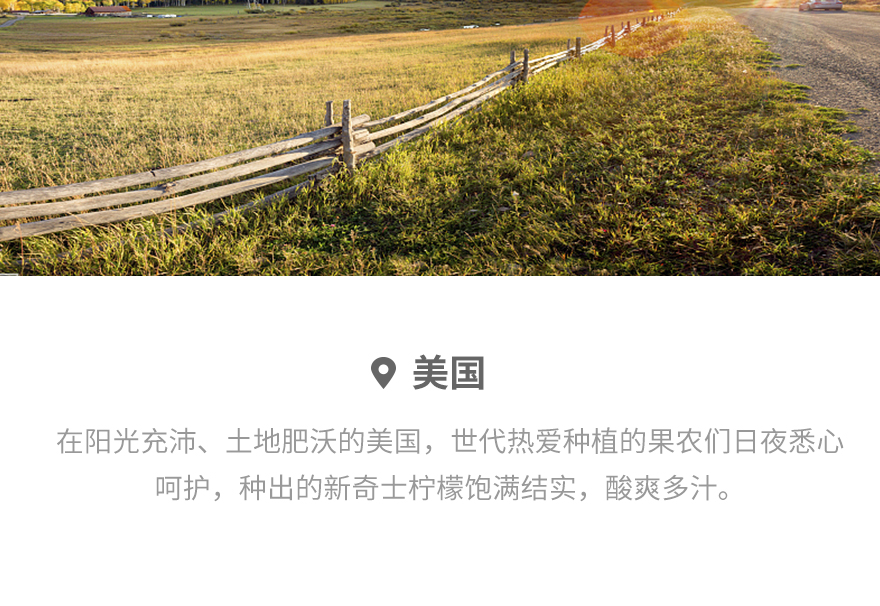 美国
在阳光充沛、土地肥沃的美国，世代热爱种植的果农们日夜悉心
呵护，种出的新奇士柠檬饱满结实，酸爽多汁。